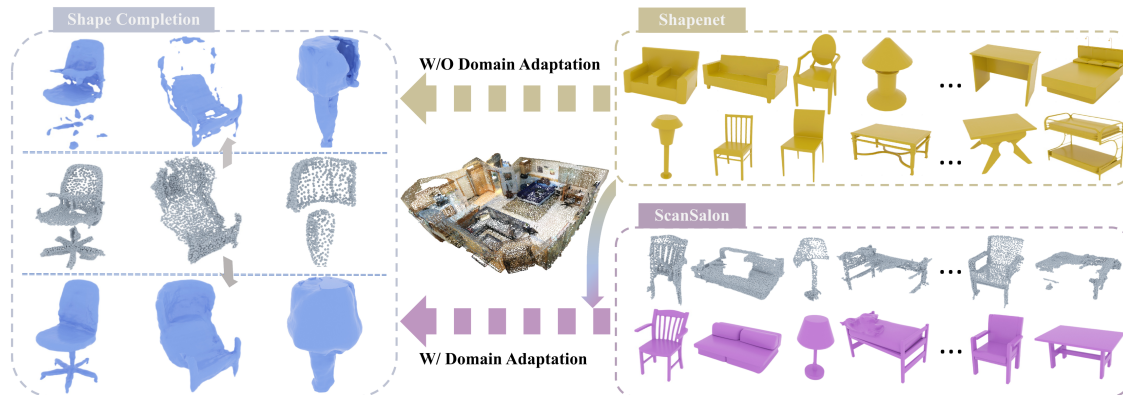 Shape Completion
Shapenet
W/O Domain Adaptation
...
...
ScanSalon
...
W/ Domain Adaptation
...